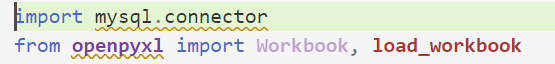 import mysql.connector
from openpyxl import Workbook, load_workbook